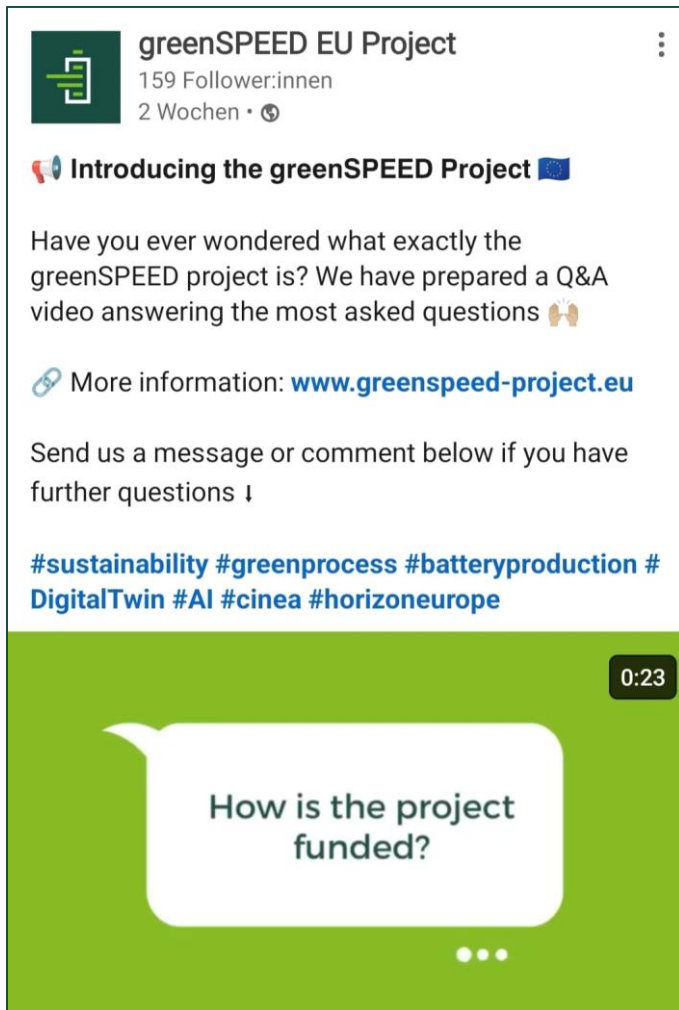 greenSPEED EU Project
159 Follower:innen
2 Wochen •
📢 Introducing the greenSPEED Project 🇪🇺
Have you ever wondered what exactly the
greenSPEED project is? We have prepared a Q&A
video answering the most asked questions 🙌🏼
🔗 More information: www.greenspeed-project.eu
Send us a message or comment below if you have
further questions ⬇
#sustainability #greenprocess #batteryproduction #
DigitalTwin #AI #cinea #horizoneurope
0:23
How is the project
funded?